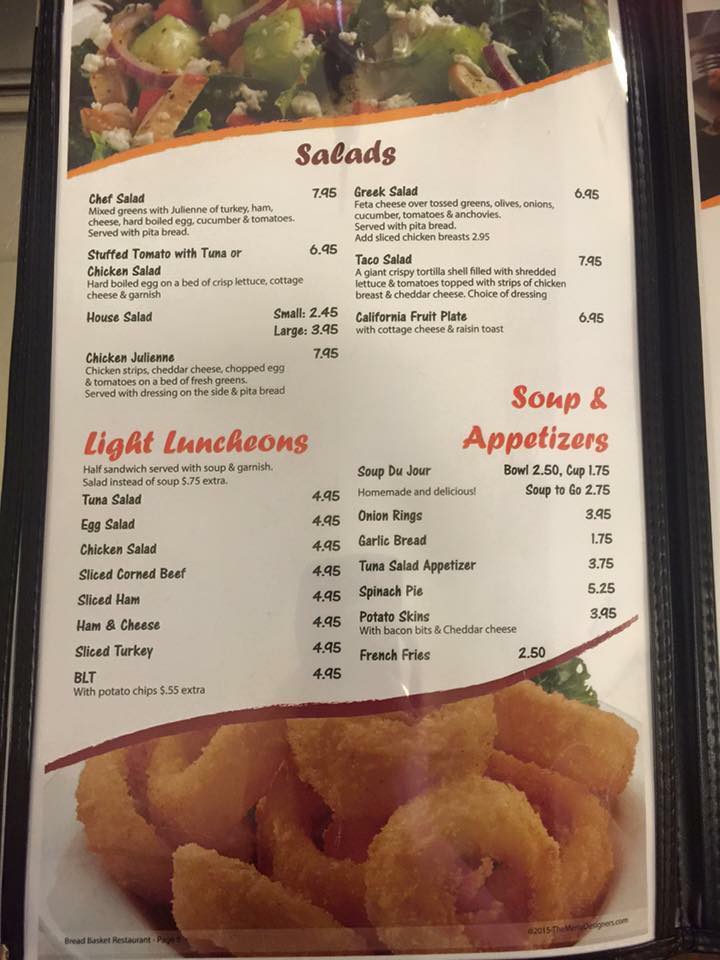 Salads
Chef Salad 7.95
Mixed greens with Julienne of turkey, ham,
cheese, hard boiled egg, cucumber & tomatoes.
Served with pita bread.
Stuffed Tomato with Tuna or 6.95
Chicken Salad
Hard boiled egg on a bed of crisp lettuce, cottage
cheese & garnish
House Salad Small: 2.45
Large: 3.95
Chicken Julienne 7.95
Chicken strips, cheddar cheese, chopped egg
& tomatoes on a bed of fresh greens.
Served with dressing on the side & pita bread
Greek Salad 6.95
Feta cheese over tossed greens, olives, onions,
cucumber, tomatoes & anchovies.
Served with pita bread.
Add sliced chicken breasts 2.95
Taco Salad 7.95
A giant crispy tortilla shell filled with shredded
lettuce & tomatoes topped with strips of chicken
breast & cheddar cheese. Choice of dressing
California Fruit Plate 6.95
with cottage cheese & raisin toast
Light Luncheons
Half sandwich served with soup & garnish.
Salad instead of soup $.75 extra.
Tuna Salad 4.95
Egg Salad 4.95
Chicken Salad 4.95
Sliced Corned Beef 4.95
Sliced Ham 4.95
Ham & Cheese 4.95
Sliced Turkey 4.95
BLT 4.95
With potato chips $.55 extra
Soup &
Appetizers
Soup Du Jour Bowl 2.50, Cup 1.75
Homemade and delicious! Soup to Go 2.75
Onion Rings 3.95
Garlic Bread 1.75
Tuna Salad Appetizer 3.75
Spinach Pie 5.25
Potato Skins 3.95
With bacon bits & Cheddar cheese
French Fries 2.50
Bread Basket Restaurant - Page
©2015-TheMenuDesigners.com